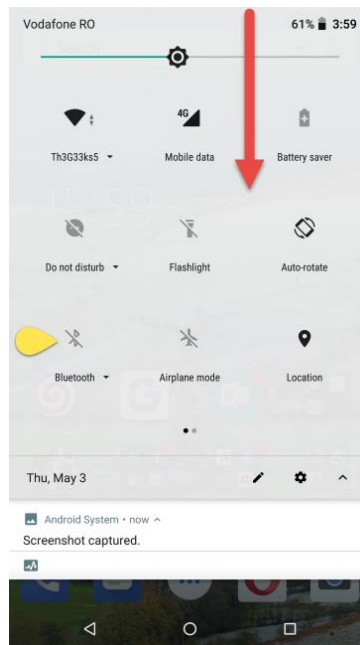 Vodafone RO 61% 3:59
4G
Th3G33ks5 Mobile data Battery saver
Do not disturb Flashlight Auto-rotate
Bluetooth Airplane mode Location
Thu, May 3
Android System • now
Screenshot captured.